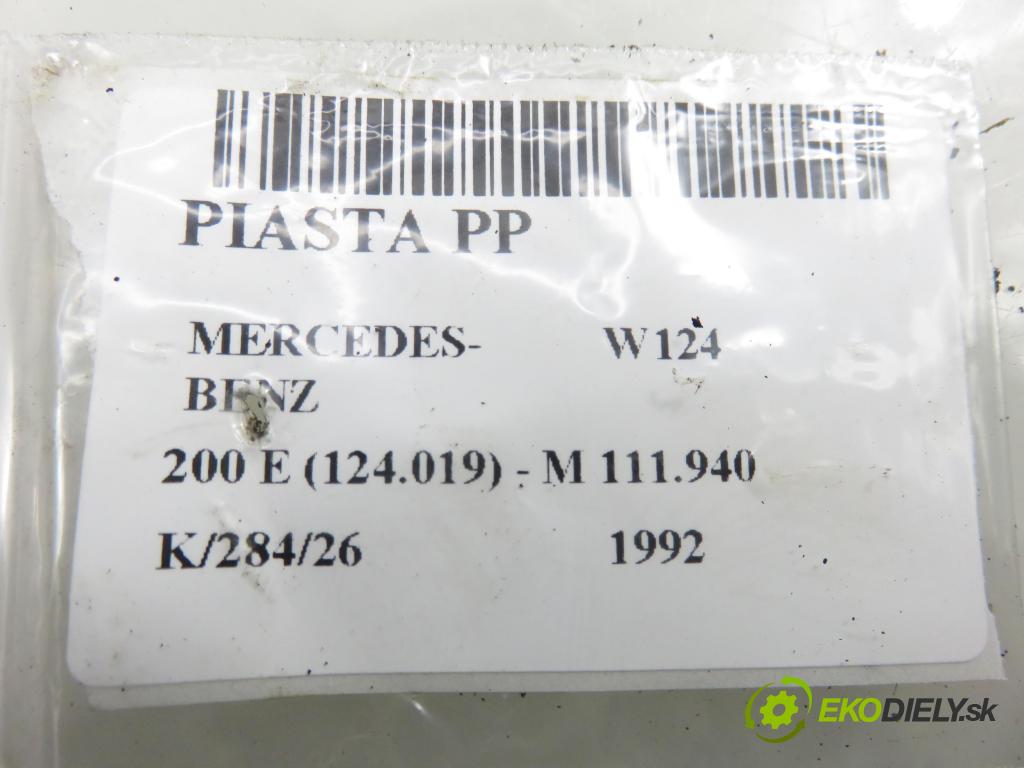 PIASTA PP
MERCEDES- W124
BENZ
200 E (124.019) - M 111.940
K/284/26 1992
EKODIELY.sk